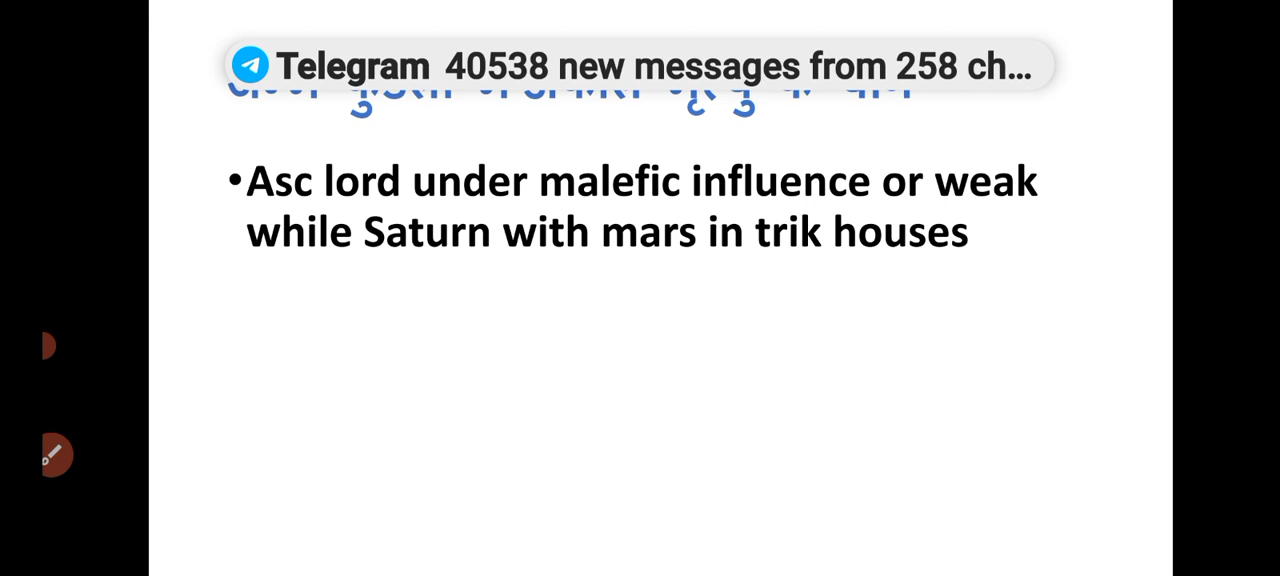 Telegram 40538 new messages from 258 ch...
•Asc lord under malefic influence or weak
while Saturn with mars in trik houses